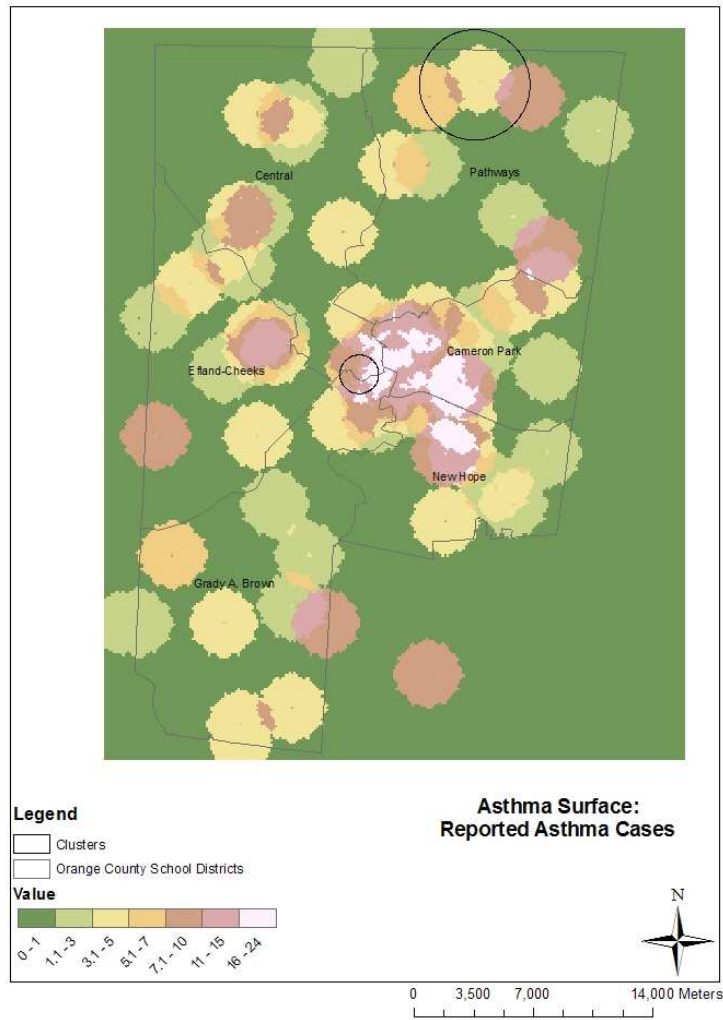 Central
Pathways
Cameron Park
Efland-Cheeks
New Hope
Grady A. Brown
Asthma Surface:
Reported Asthma Cases
Legend
Clusters
Orange County School Districts
Value
0 - 1
1.1 - 3
3.1 - 5
5.1 - 7
7.1 - 10
11 - 15
16 - 24
N
0 3,500 7,000 14,000 Meters